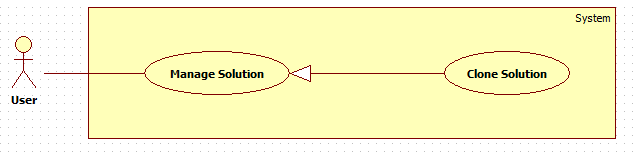 System
Manage Solution
Clone Solution
User